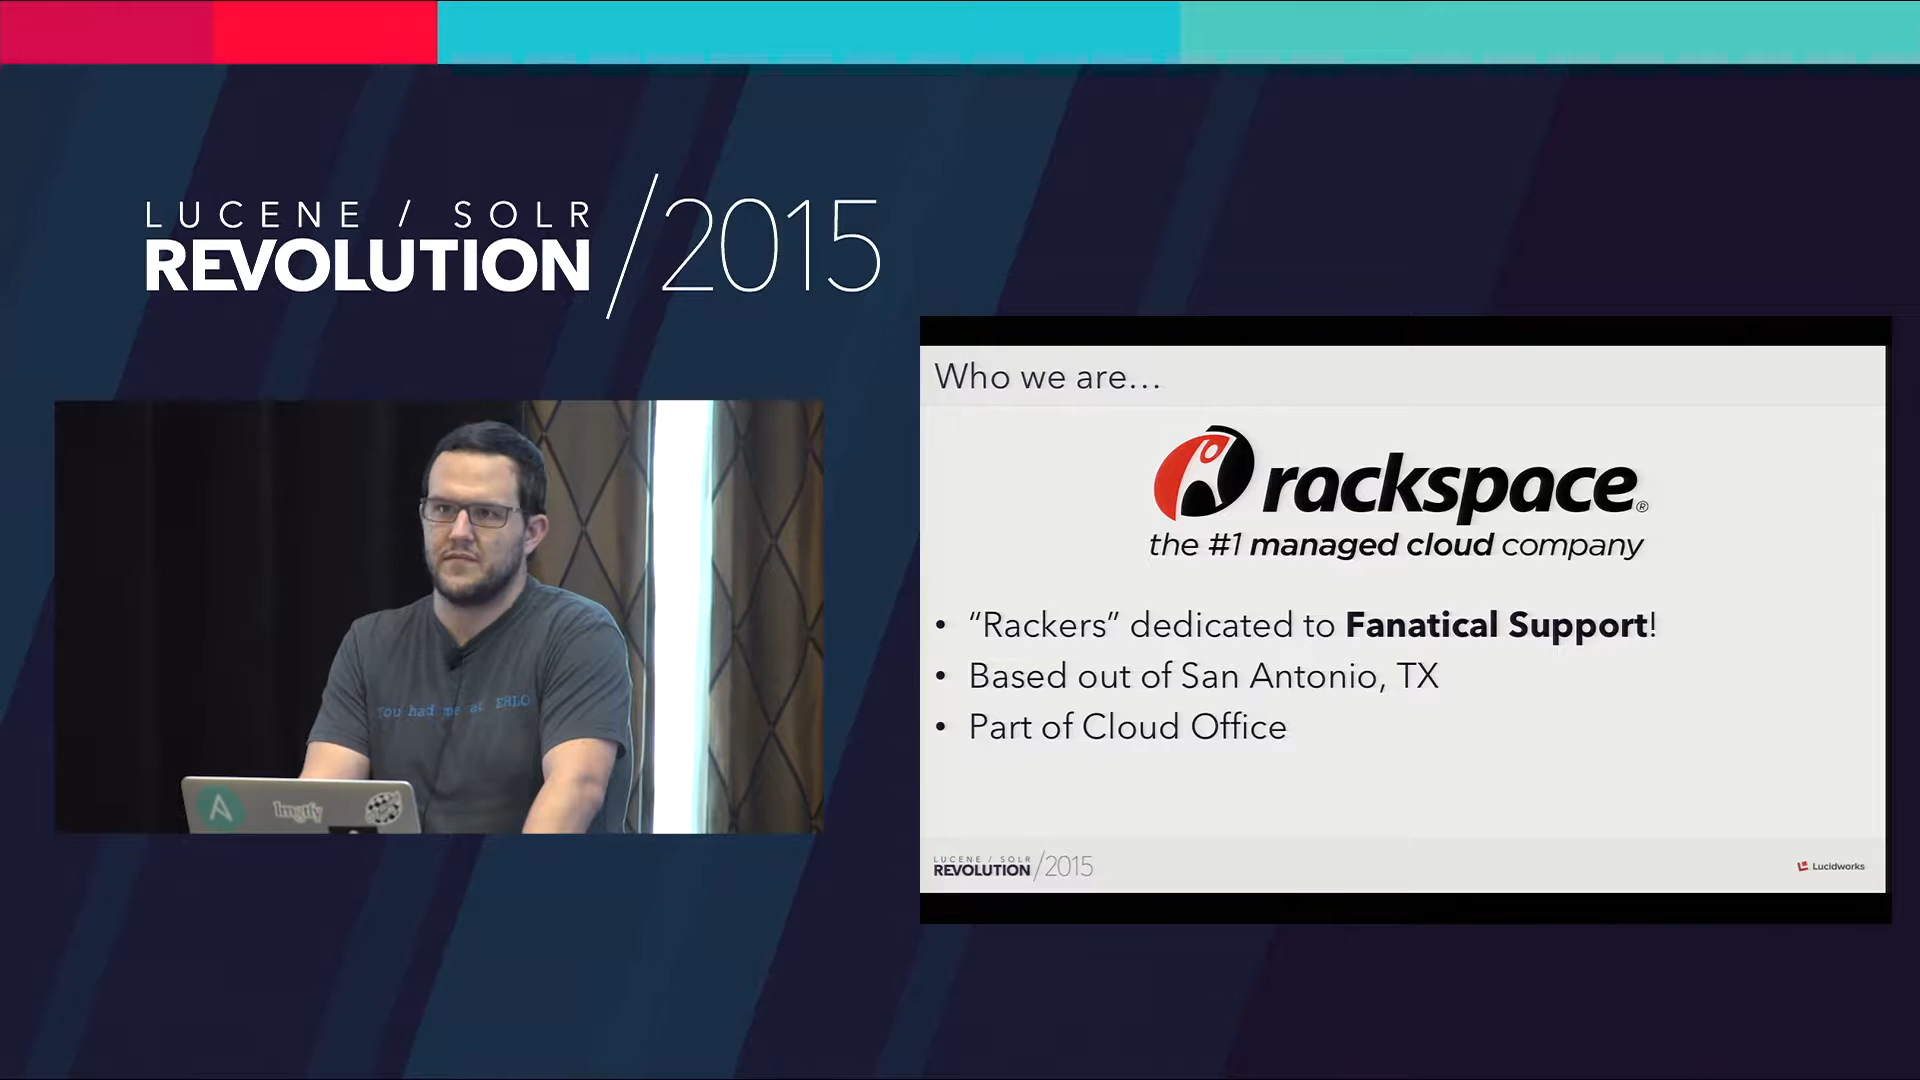 LUCENE / SOLR
REVOLUTION /2015
You had me at EHLO
lmgtfy
Who we are…
rackspace®
the #1 managed cloud company
• “Rackers” dedicated to Fanatical Support!
• Based out of San Antonio, TX
• Part of Cloud Office
LUCENE / SOLR
REVOLUTION /2015
Lucidworks